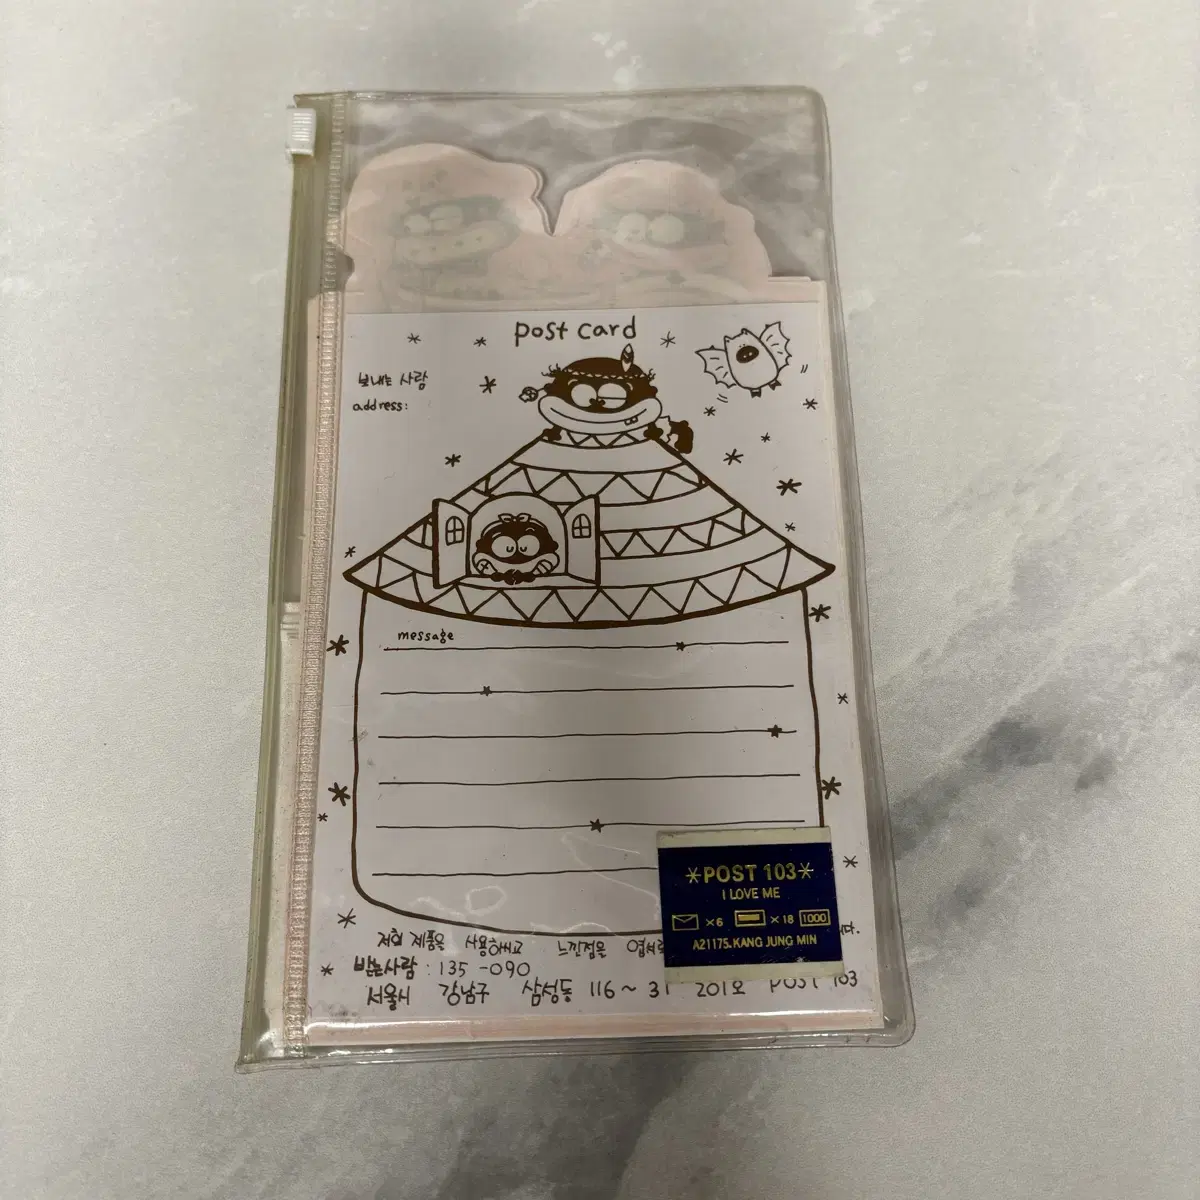 post card
보내는 사람
address:
message
*POST 103*
I LOVE ME
×6 ×18 1000
A21175.KANG JUNG MIN
저희 제품을 사용하시고 느낀점을 엽서로 다.
받는사람 : 135-090
서울시 강남구 삼성동 116~31 201호 POST 103